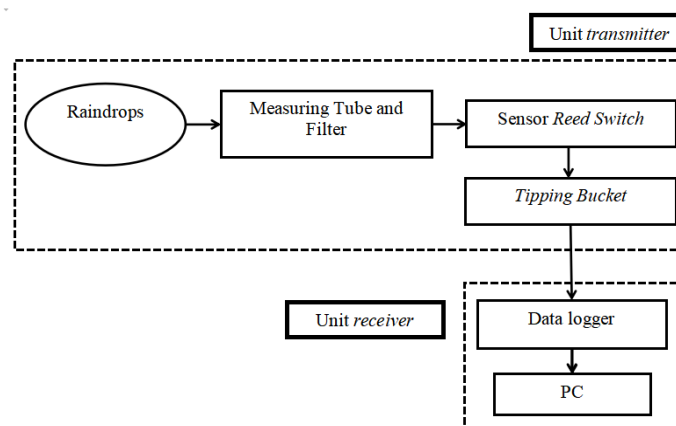 Unit transmitter
Raindrops
Measuring Tube and
Filter
Sensor Reed Switch
Tipping Bucket
Unit receiver
Data logger
PC